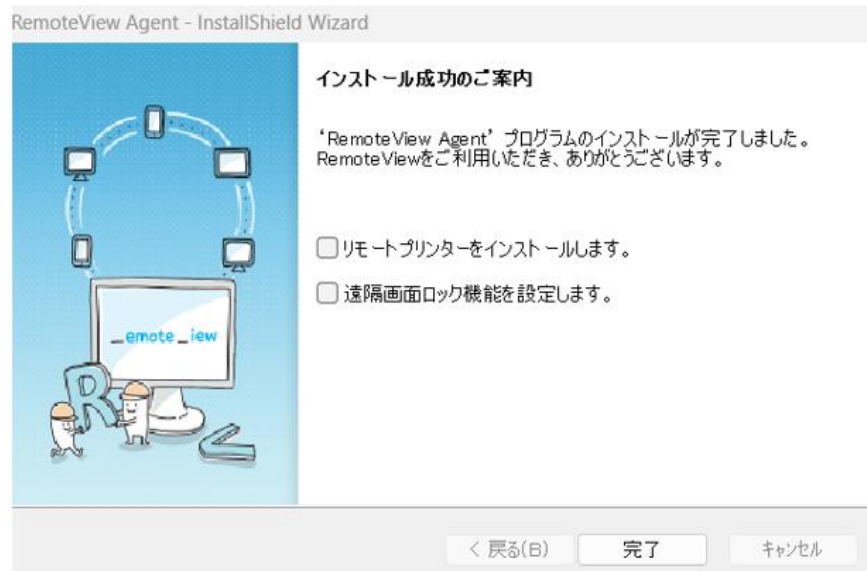 RemoteView Agent - InstallShield Wizard
インストール成功のご案内
‘RemoteView Agent’ プログラムのインストールが完了しました。
RemoteViewをご利用いただき、ありがとうございます。
リモートプリンターをインストールします。
遠隔画面ロック機能を設定します。
_emote _iew
R
V
< 戻る(B)
完了
キャンセル